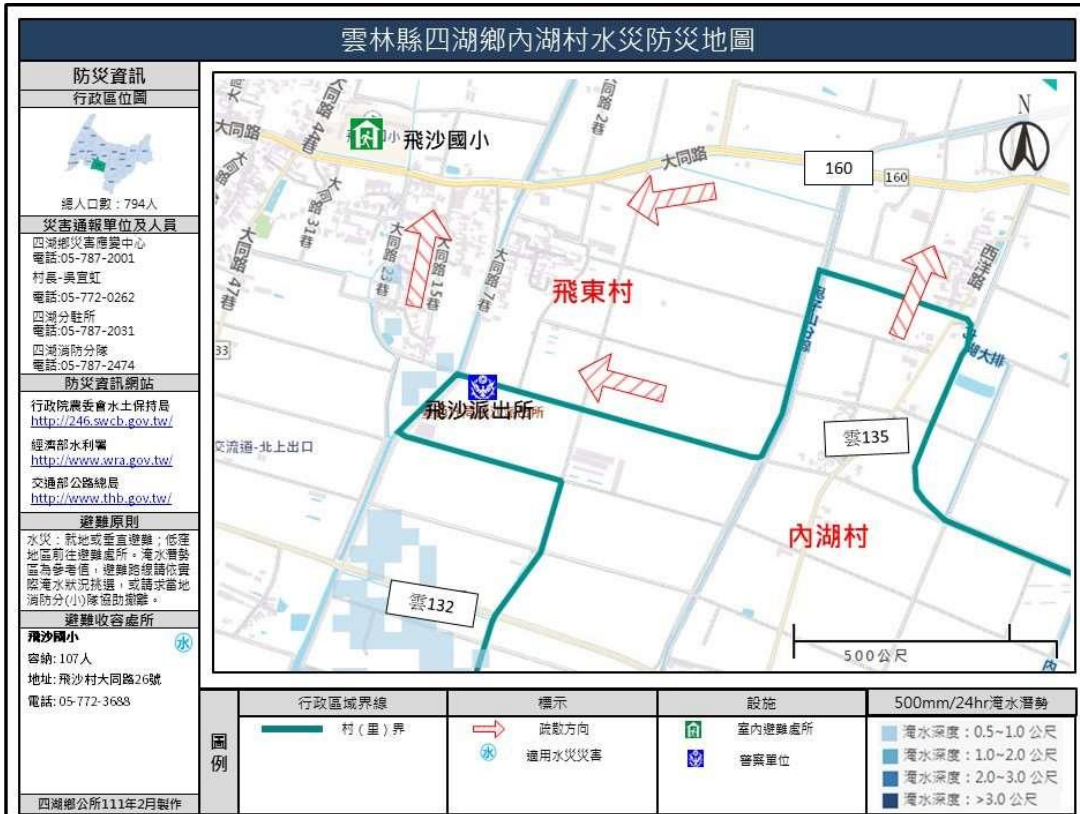 雲林縣四湖鄉內湖村水災防災地圖
防災資訊
行政區位圖
總人口數：794人
災害通報單位及人員
四湖鄉災害應變中心
電話:05-787-2001
村長-吳宜虹
電話:05-772-0262
四湖分駐所
電話:05-787-2031
四湖消防分隊
電話:05-787-2474
防災資訊網站
行政院農委會水土保持局
http://246.swcb.gov.tw/
經濟部水利署
http://www.wra.gov.tw/
交通部公路總局
http://www.thb.gov.tw/
避難原則
水災：就地或垂直避難；低窪
地區前往避難處所。淹水潛勢
區為參考值，避難路線請依實
際淹水狀況挑選，或請求當地
消防分(小)隊協助撤離。
避難收容處所
飛沙國小
水
容納:107人
地址:飛沙村大同路26號
電話:05-772-3688
四湖鄉公所111年2月製作
大同路
大同路 44巷
飛沙國小
大同路 2巷
大同路
160
160
N
大同路 31巷
大同路 47巷
大同路 23巷
大同路 15巷
大同路 7巷
西洋路
飛東村
33
飛沙派出所
交流道-北上出口
雲135
內湖村
雲132
500公尺
內
圖例
行政區域界線
村（里）界
標示
疏散方向
水
適用水災災害
設施
室內避難處所
警察單位
500mm/24hr淹水潛勢
淹水深度：0.5~1.0 公尺
淹水深度：1.0~2.0 公尺
淹水深度：2.0~3.0 公尺
淹水深度：>3.0 公尺